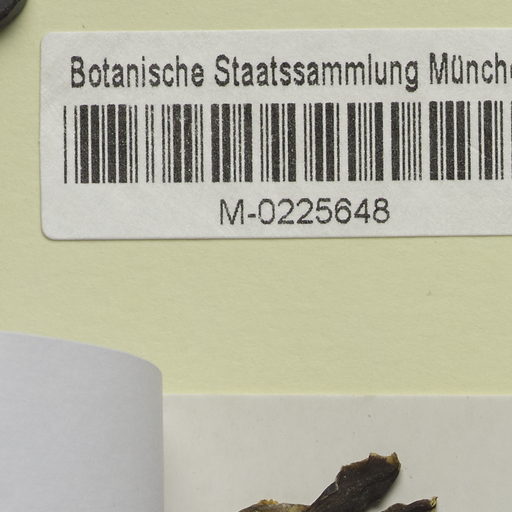 Botanische Staatssammlung Münch
M-0225648